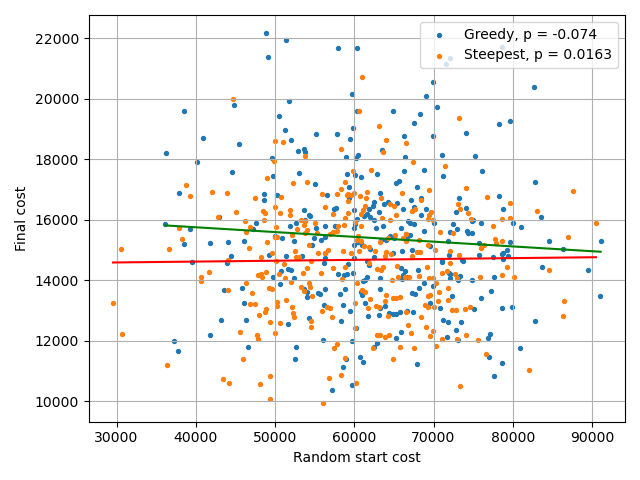 Greedy, p = -0.074
Steepest, p = 0.0163
Final cost
22000
20000
18000
16000
14000
12000
10000
30000 40000 50000 60000 70000 80000 90000
Random start cost